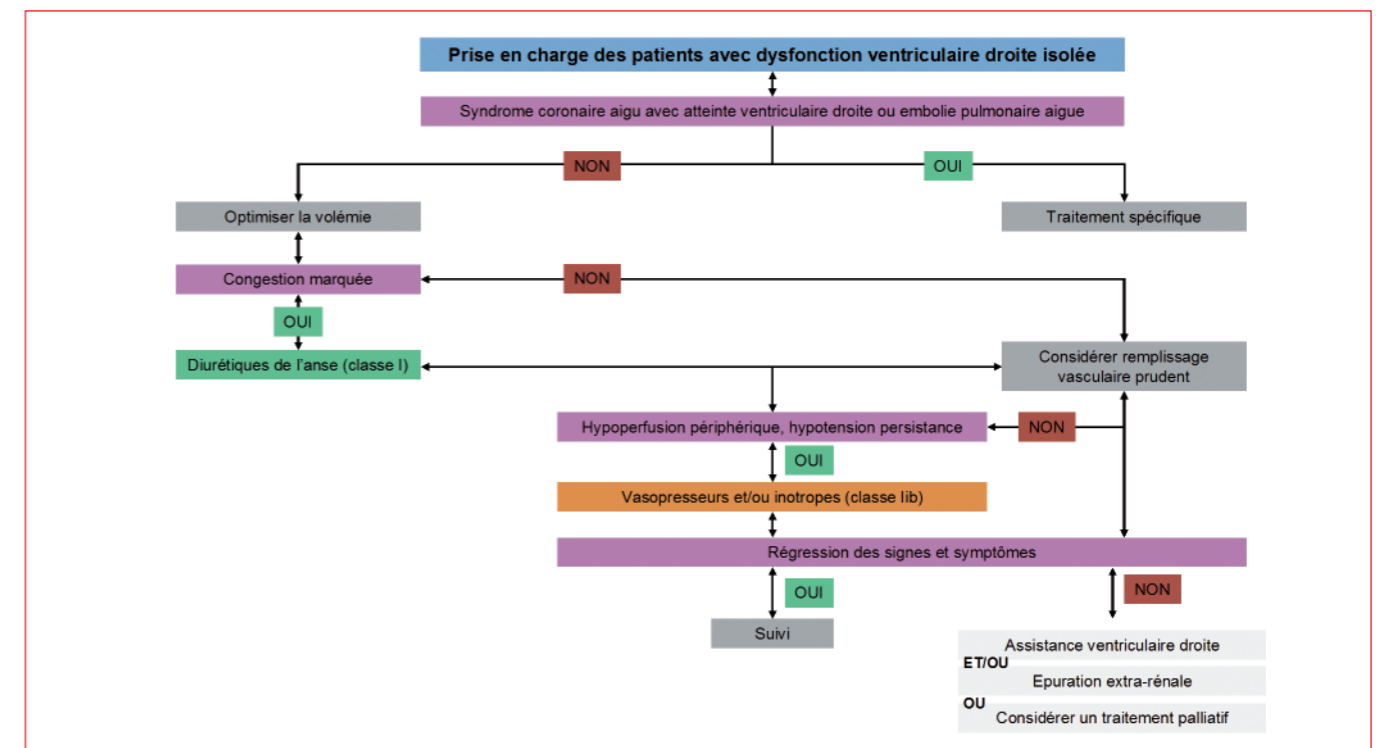 Prise en charge des patients avec dysfonction ventriculaire droite isolée
Syndrome coronaire aigu avec atteinte ventriculaire droite ou embolie pulmonaire aigue
NON
OUI
Optimiser la volémie
Traitement spécifique
Congestion marquée
NON
OUI
Diurétiques de l'anse (classe I)
Considérer remplissage
vasculaire prudent
Hypoperfusion périphérique, hypotension persistance
NON
OUI
Vasopresseurs et/ou inotropes (classe Iib)
Régression des signes et symptômes
OUI
NON
Suivi
Assistance ventriculaire droite
ET/OU
Epuration extra-rénale
OU
Considérer un traitement palliatif